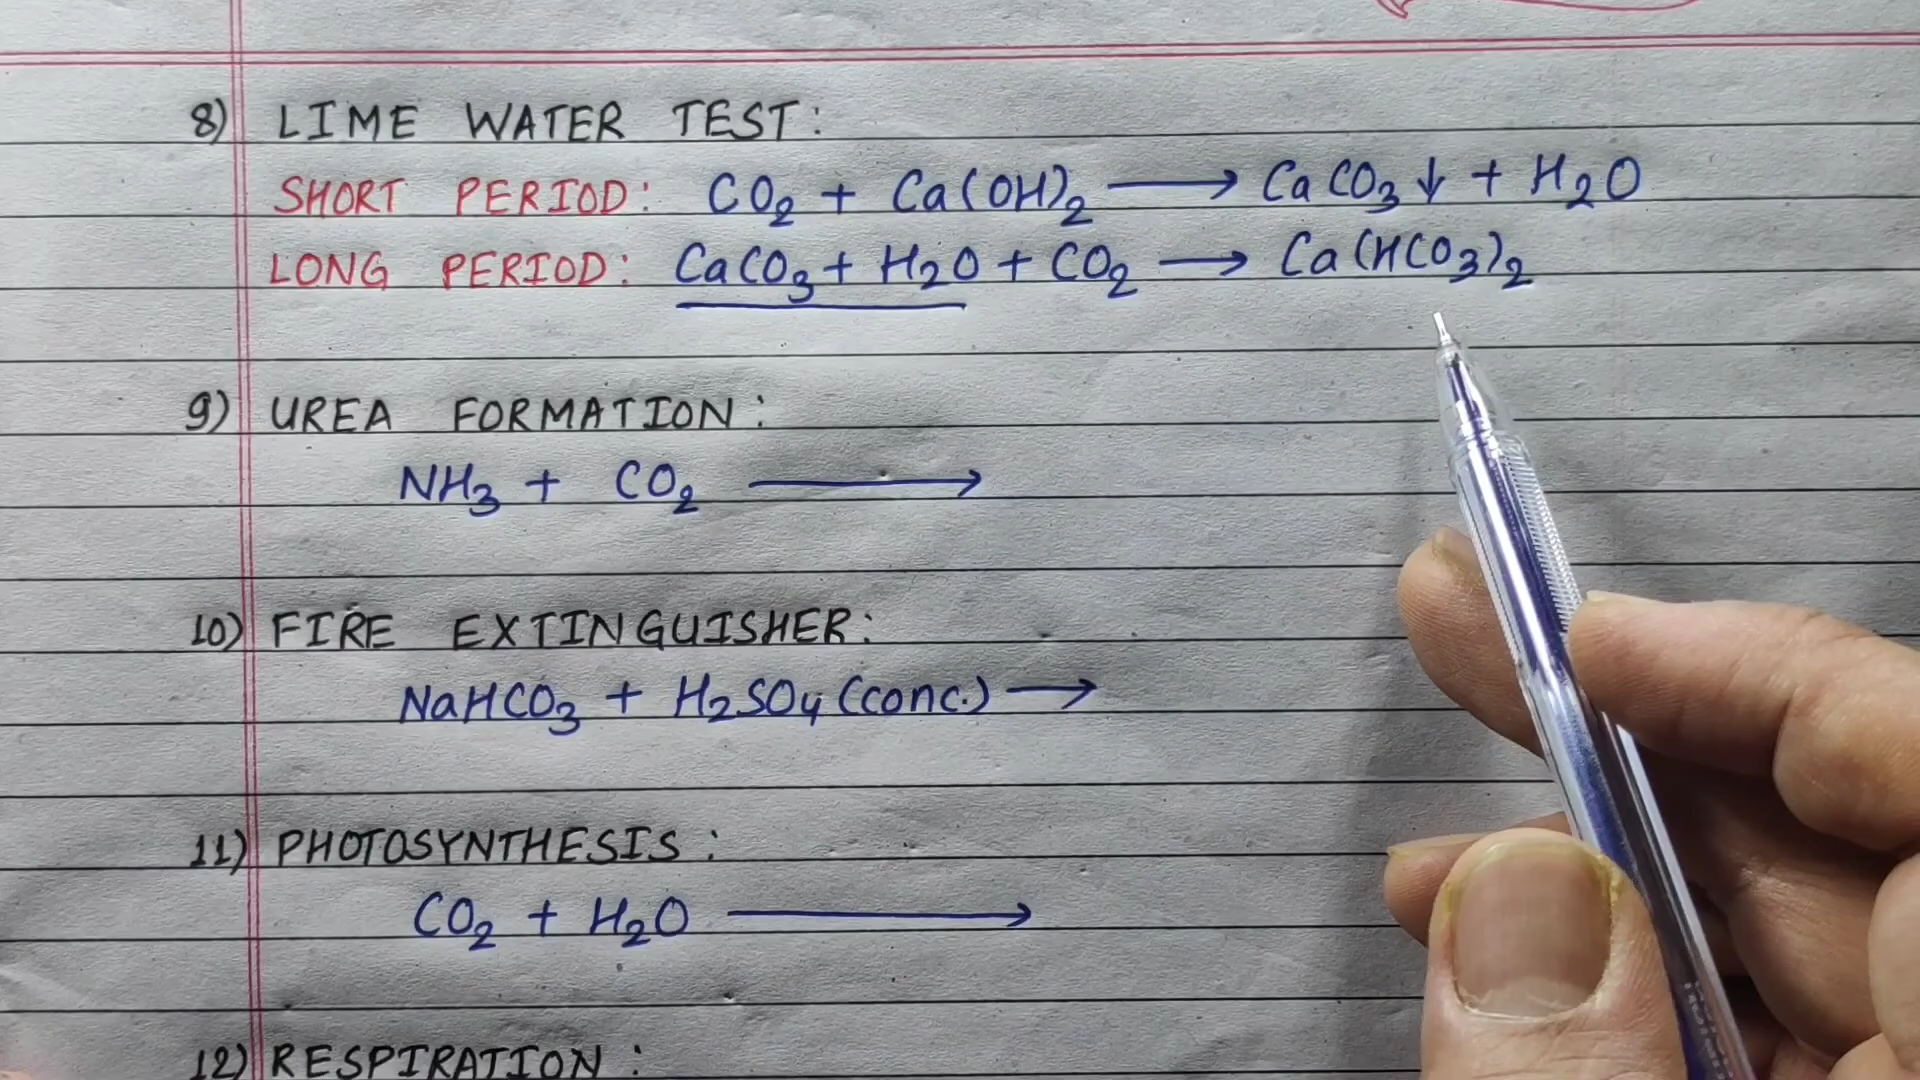 8) LIME WATER TEST:
SHORT PERIOD: CO₂ + Ca(OH)₂ ⟶ CaCO₃↓ + H₂O
LONG PERIOD: CaCO₃ + H₂O + CO₂ ⟶ Ca(HCO₃)₂
9) UREA FORMATION:
NH₃ + CO₂ ⟶
10) FIRE EXTINGUISHER:
NaHCO₃ + H₂SO₄ (conc.) ⟶
11) PHOTOSYNTHESIS:
CO₂ + H₂O ⟶
12) RESPIRATION: